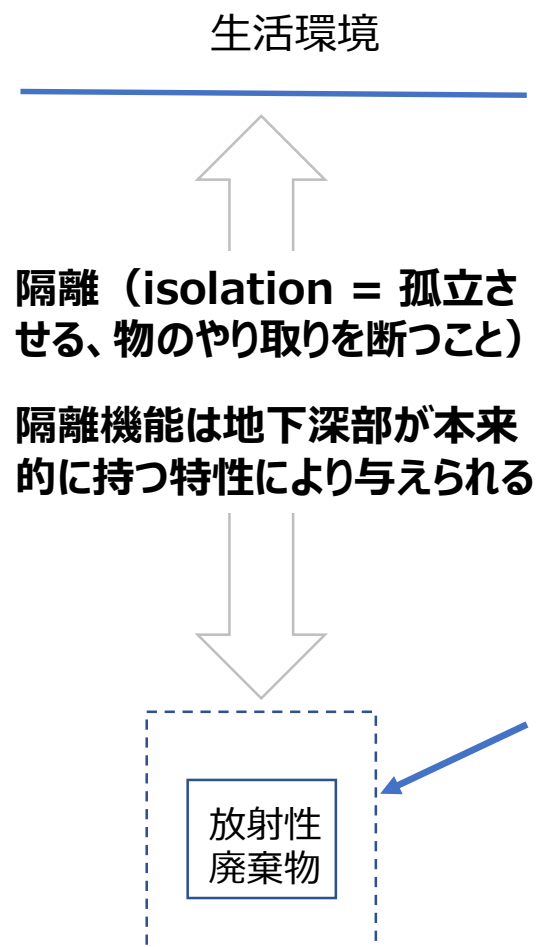 生活環境
隔離（isolation = 孤立さ
せる、物のやり取りを断つこと）
隔離機能は地下深部が本来
的に持つ特性により与えられる
放射性
廃棄物